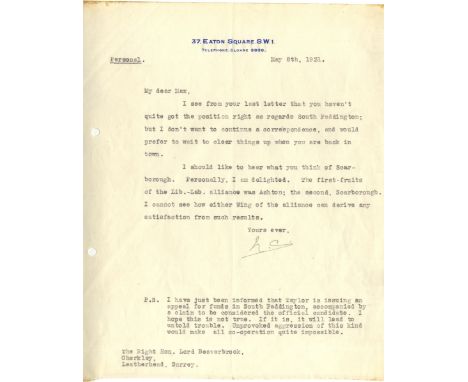 37, EATON SQUARE S.W.1.
TELEPHONE, SLOANE 9930.
Personal.
May 8th, 1931.
My dear Max,
I see from your last letter that you haven't
quite got the position right as regards South Paddington;
but I don't want to continue a correspondence, and would
prefer to wait to clear things up when you are back in
town.
I should like to hear what you think of Scar-
borough. Personally, I am delighted. The first-fruits
of the Lib.-Lab. alliance was Ashton; the second, Scarborough.
I cannot see how either Wing of the alliance can derive any
satisfaction from such results.
Yours ever,
P.S. I have just been informed that Taylor is issuing an
appeal for funds in South Paddington, accompanied by
a claim to be considered the official candidate. I
hope this is not true. If it is, it will lead to
untold trouble. Unprovoked aggression of this kind
would make all co-operation quite impossible.
The Right Hon. Lord Beaverbrook,
Cherkley,
Leatherhead, Surrey.